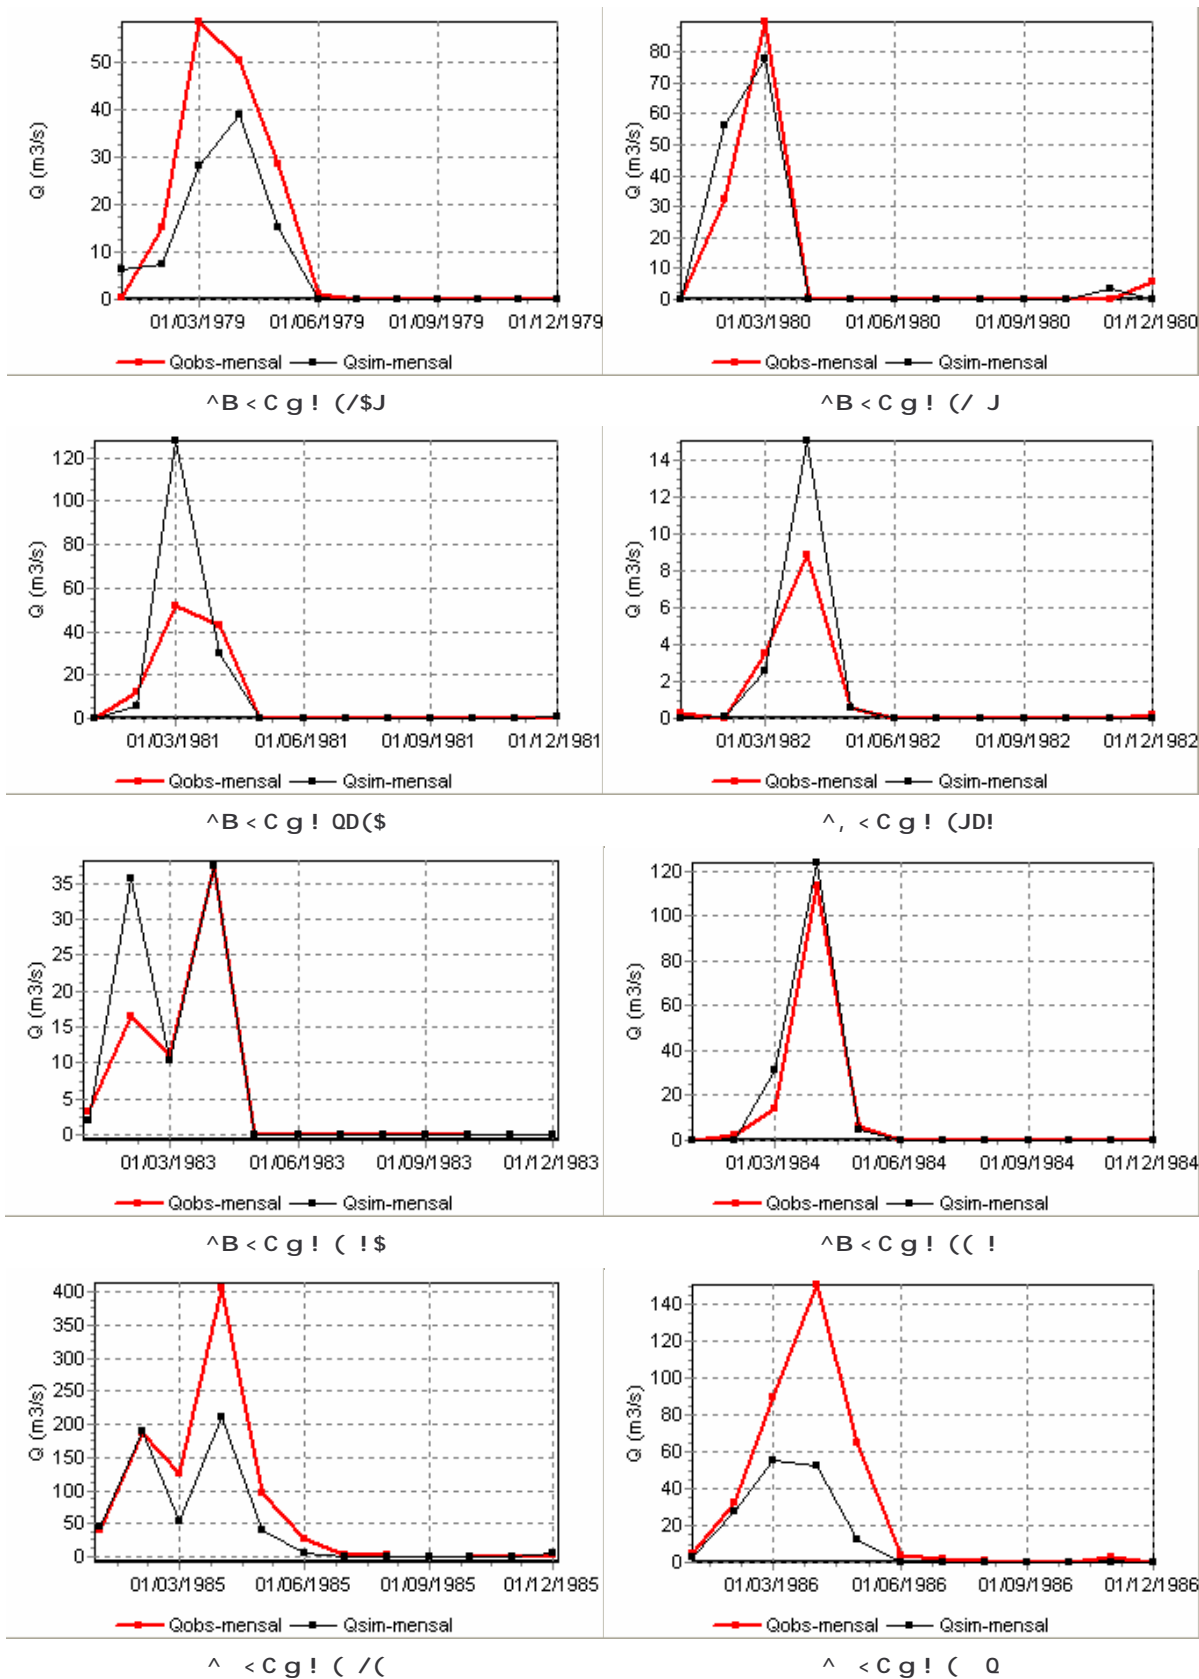 50
40
30
20
10
0
Q (m3/s)
01/03/1979 01/06/1979 01/09/1979 01/12/1979
Qobs-mensal Qsim-mensal
^B < C g ! (/$J
80
70
60
50
40
30
20
10
0
Q (m3/s)
01/03/1980 01/06/1980 01/09/1980 01/12/1980
Qobs-mensal Qsim-mensal
^B < C g ! (/ J
120
100
80
60
40
20
0
Q (m3/s)
01/03/1981 01/06/1981 01/09/1981 01/12/1981
Qobs-mensal Qsim-mensal
^B < C g ! QD($
14
12
10
8
6
4
2
0
Q (m3/s)
01/03/1982 01/06/1982 01/09/1982 01/12/1982
Qobs-mensal Qsim-mensal
^, < C g ! (JD!
35
30
25
20
15
10
5
0
Q (m3/s)
01/03/1983 01/06/1983 01/09/1983 01/12/1983
Qobs-mensal Qsim-mensal
^B < C g ! ( !$
120
100
80
60
40
20
0
Q (m3/s)
01/03/1984 01/06/1984 01/09/1984 01/12/1984
Qobs-mensal Qsim-mensal
^B < C g ! (( !
400
350
300
250
200
150
100
50
0
Q (m3/s)
01/03/1985 01/06/1985 01/09/1985 01/12/1985
Qobs-mensal Qsim-mensal
^ < C g ! ( /(
140
120
100
80
60
40
20
0
Q (m3/s)
01/03/1986 01/06/1986 01/09/1986 01/12/1986
Qobs-mensal Qsim-mensal
^ < C g ! ( Q